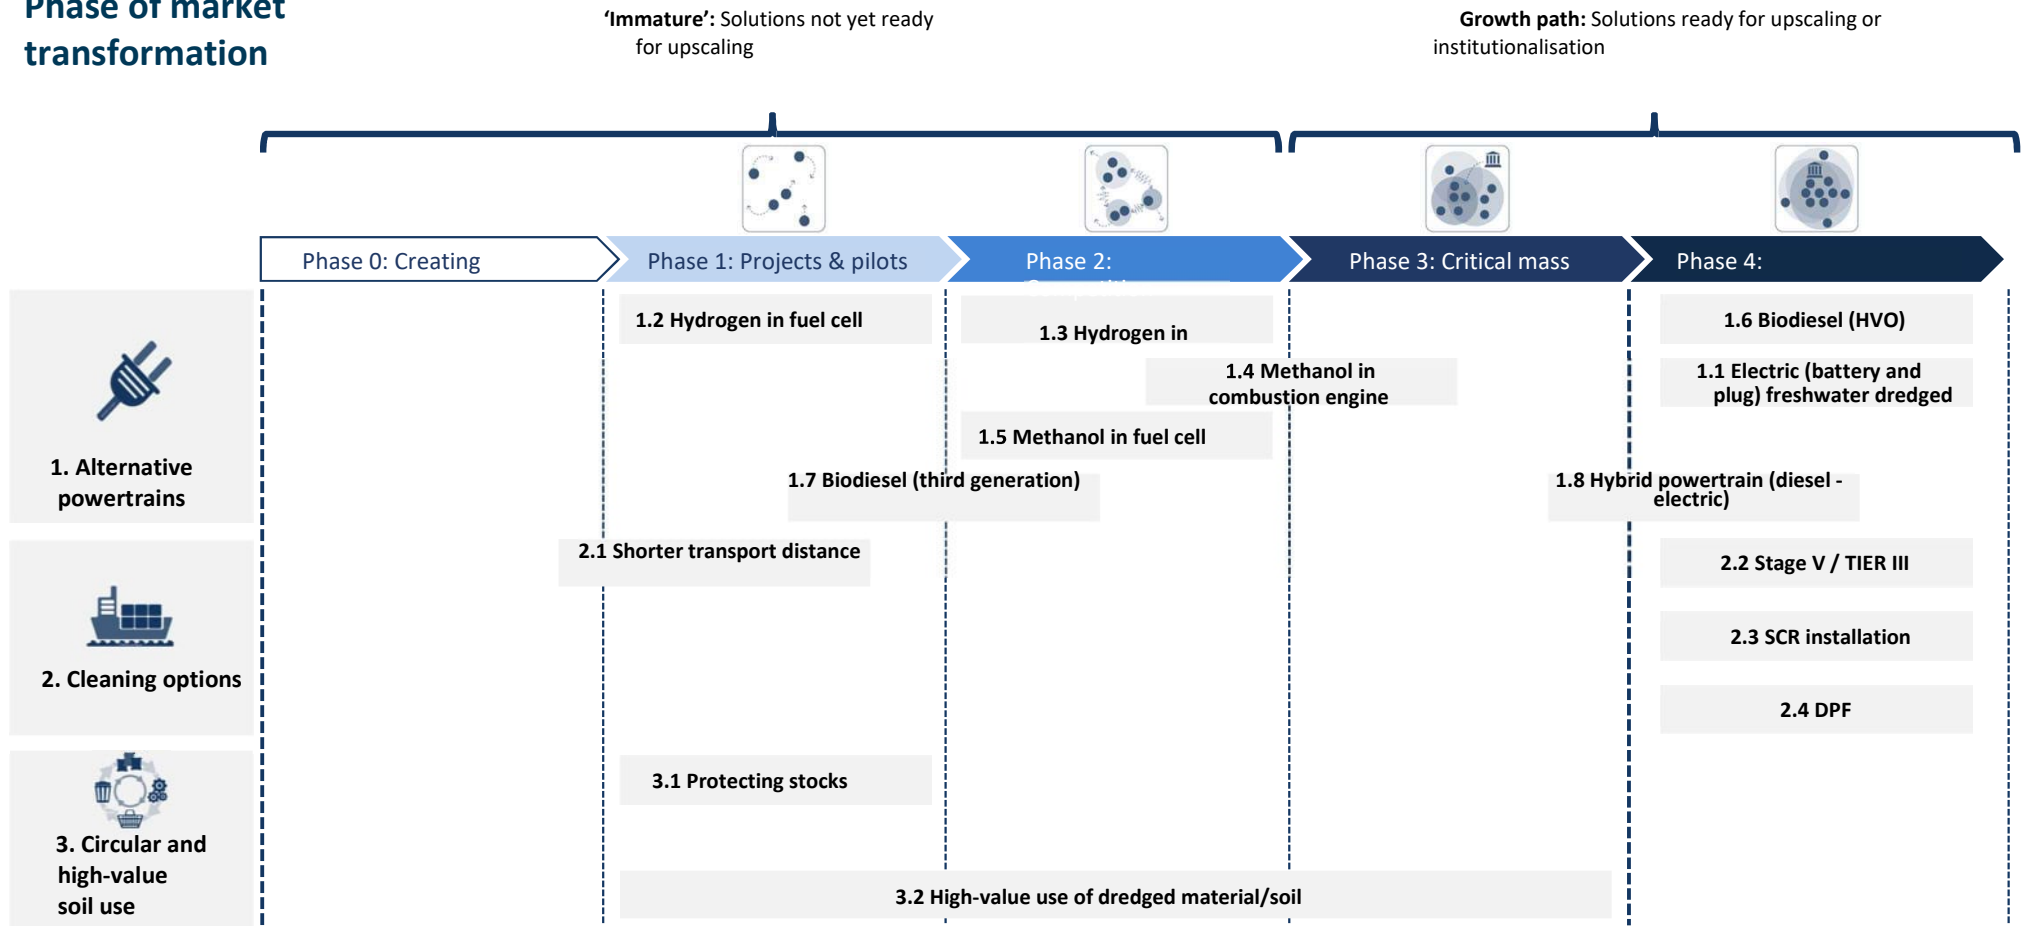 Phase of market
transformation
‘Immature’: Solutions not yet ready
for upscaling
Growth path: Solutions ready for upscaling or
institutionalisation
Phase 0: Creating
Phase 1: Projects & pilots
Phase 2:
Phase 3: Critical mass
Phase 4:
1. Alternative
powertrains
1.2 Hydrogen in fuel cell
1.3 Hydrogen in
1.6 Biodiesel (HVO)
1.4 Methanol in
combustion engine
1.1 Electric (battery and
plug) freshwater dredged
1.5 Methanol in fuel cell
1.7 Biodiesel (third generation)
1.8 Hybrid powertrain (diesel -
electric)
2. Cleaning options
2.1 Shorter transport distance
2.2 Stage V / TIER III
2.3 SCR installation
2.4 DPF
3. Circular and
high-value
soil use
3.1 Protecting stocks
3.2 High-value use of dredged material/soil